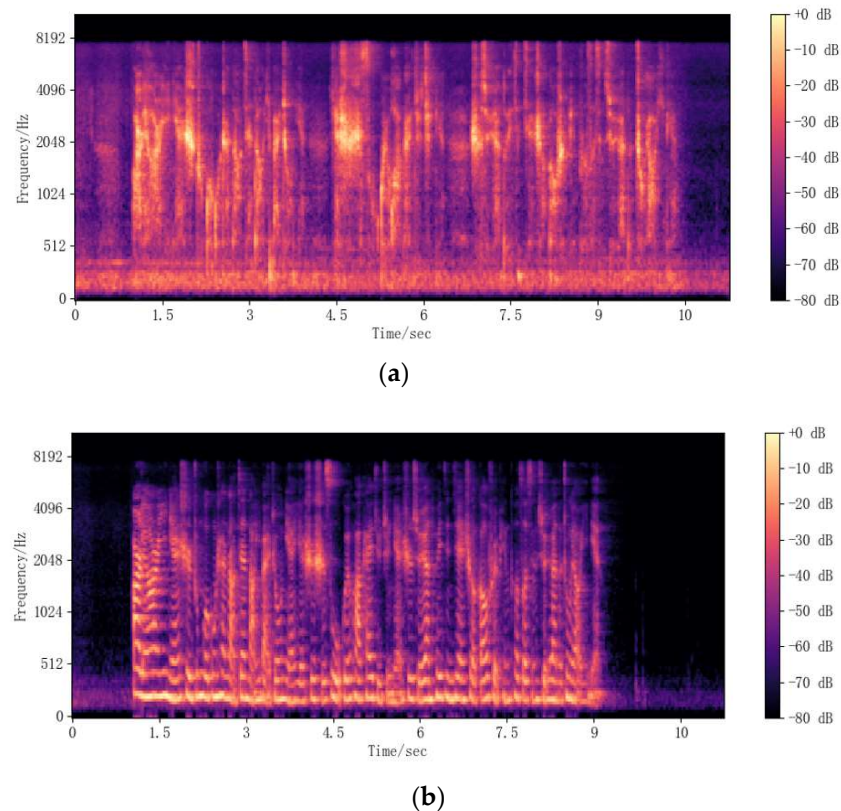 +0 dB
8192
-10 dB
4096
-20 dB
-30 dB
2048
-40 dB
1024
-50 dB
-60 dB
512
-70 dB
0
-80 dB
0 1.5 3 4.5 6 7.5 9 10
Time/sec
Frequency/Hz
(a)
+0 dB
8192
-10 dB
4096
-20 dB
-30 dB
2048
-40 dB
1024
-50 dB
-60 dB
512
-70 dB
0
-80 dB
0 1.5 3 4.5 6 7.5 9 10
Time/sec
Frequency/Hz
(b)